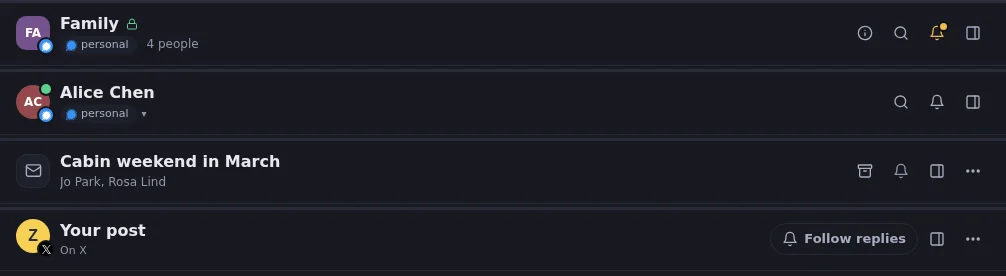 FA Family
personal 4 people
AC Alice Chen
personal ▾
Cabin weekend in March
Jo Park, Rosa Lind
Z Your post
𝕏 On X
Follow replies